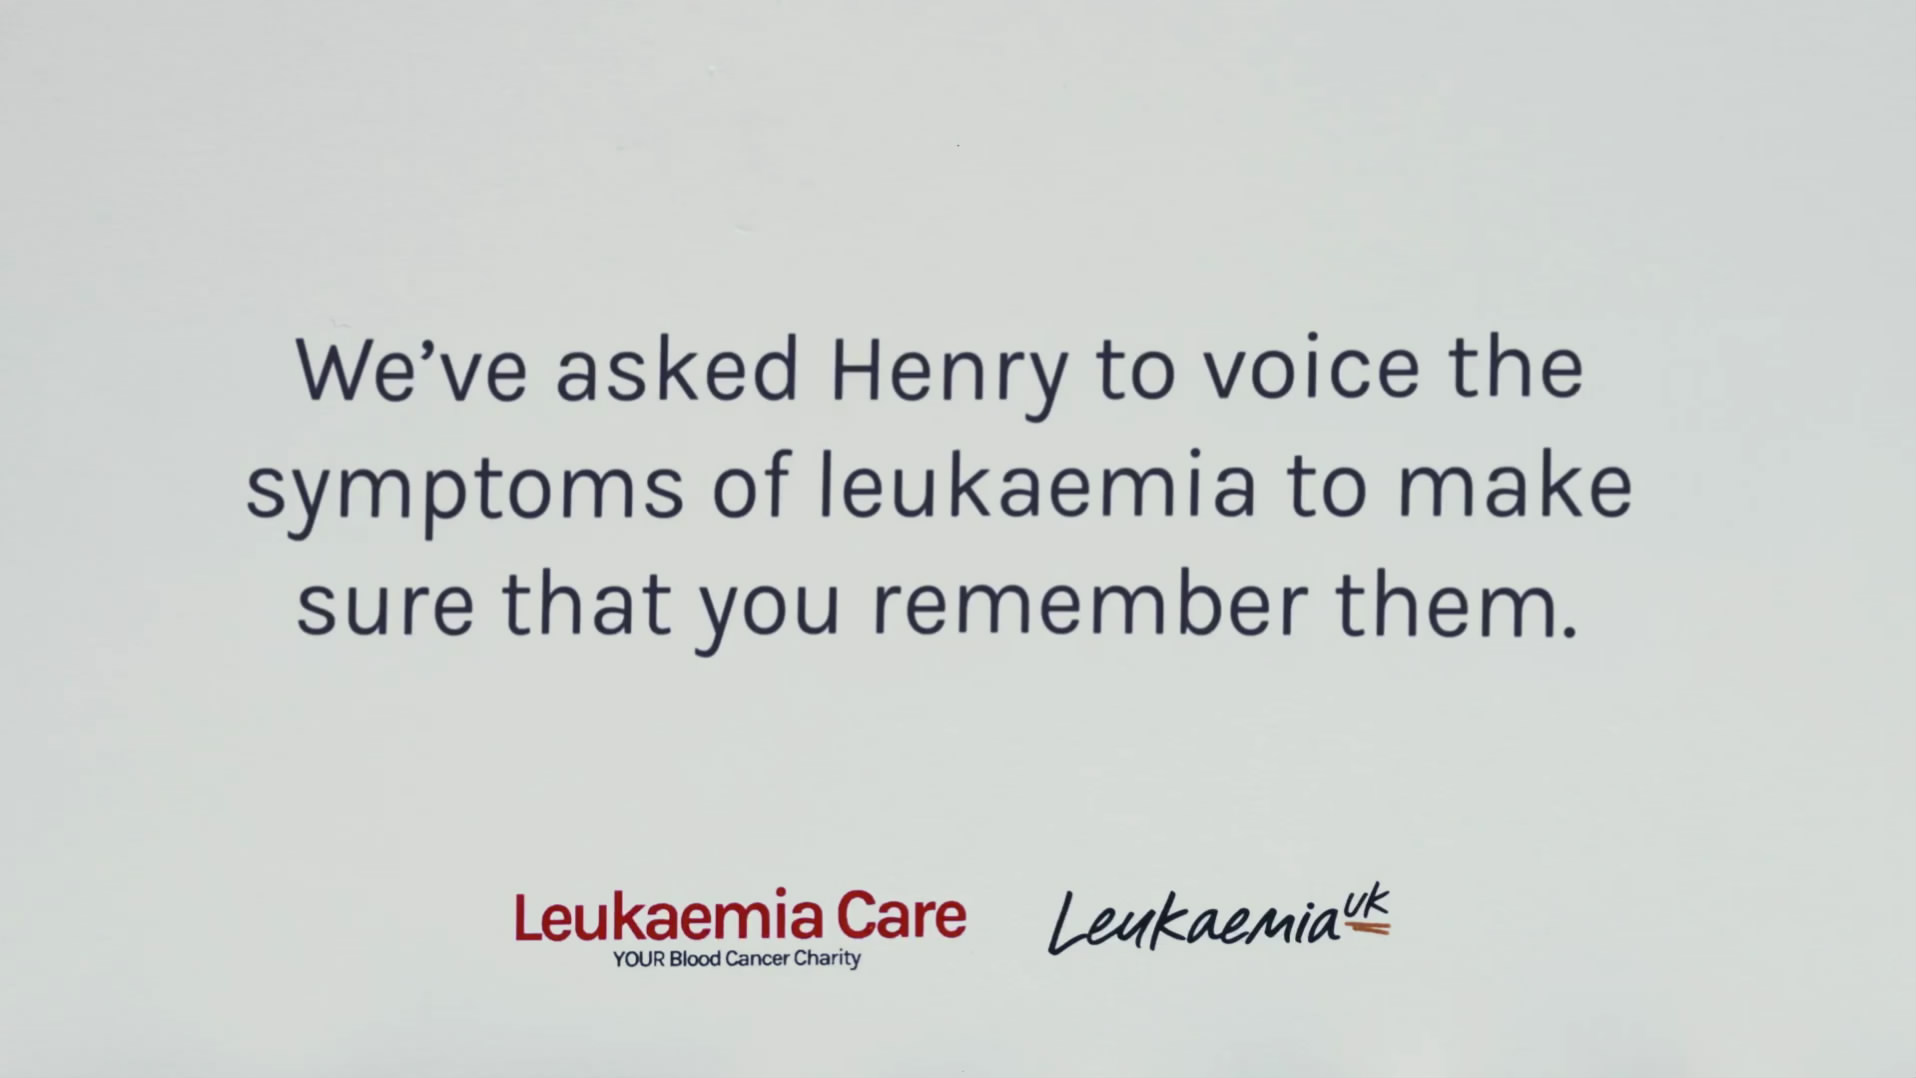 We’ve asked Henry to voice the
symptoms of leukaemia to make
sure that you remember them.
Leukaemia Care
YOUR Blood Cancer Charity
Leukaemia UK